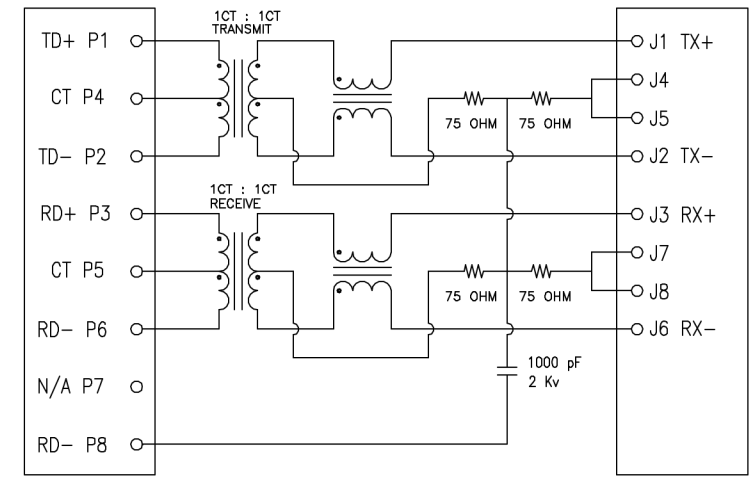 1CT : 1CT
TRANSMIT
TD+ P1
J1 TX+
J4
CT P4
75 OHM
75 OHM
J5
TD- P2
J2 TX-
1CT : 1CT
RECEIVE
RD+ P3
J3 RX+
J7
CT P5
75 OHM
75 OHM
J8
RD- P6
J6 RX-
1000 pF
2 Kv
N/A P7
RD- P8